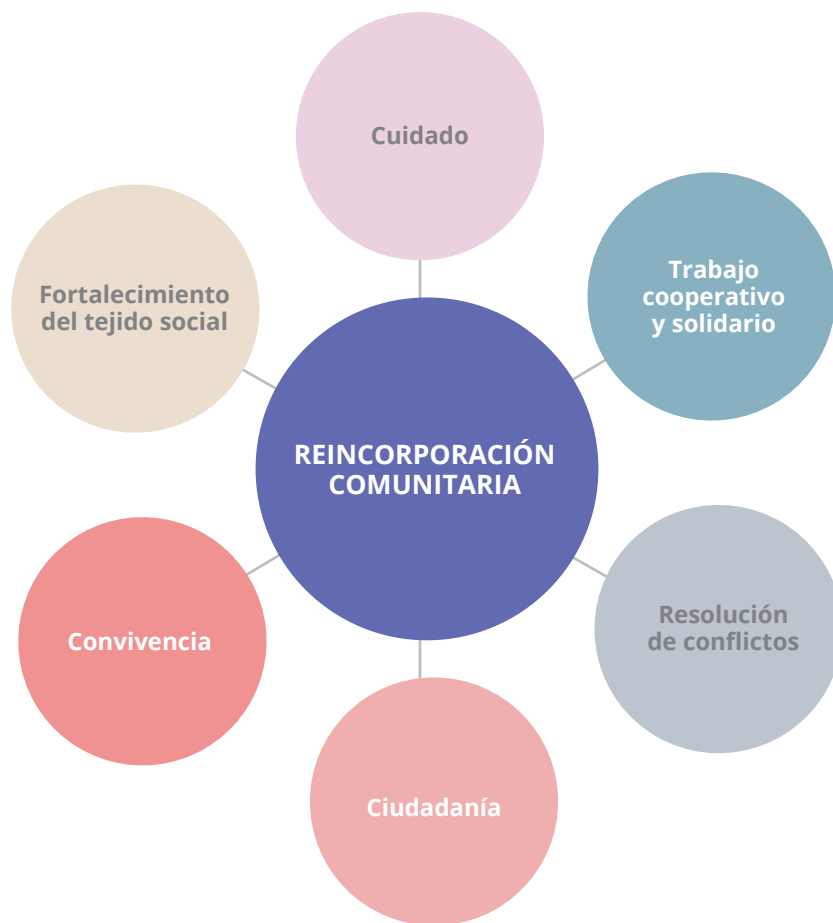 Cuidado
Trabajo
cooperativo
y solidario
Fortalecimiento
del tejido social
REINCORPORACIÓN
COMUNITARIA
Resolución
de conflictos
Convivencia
Ciudadanía